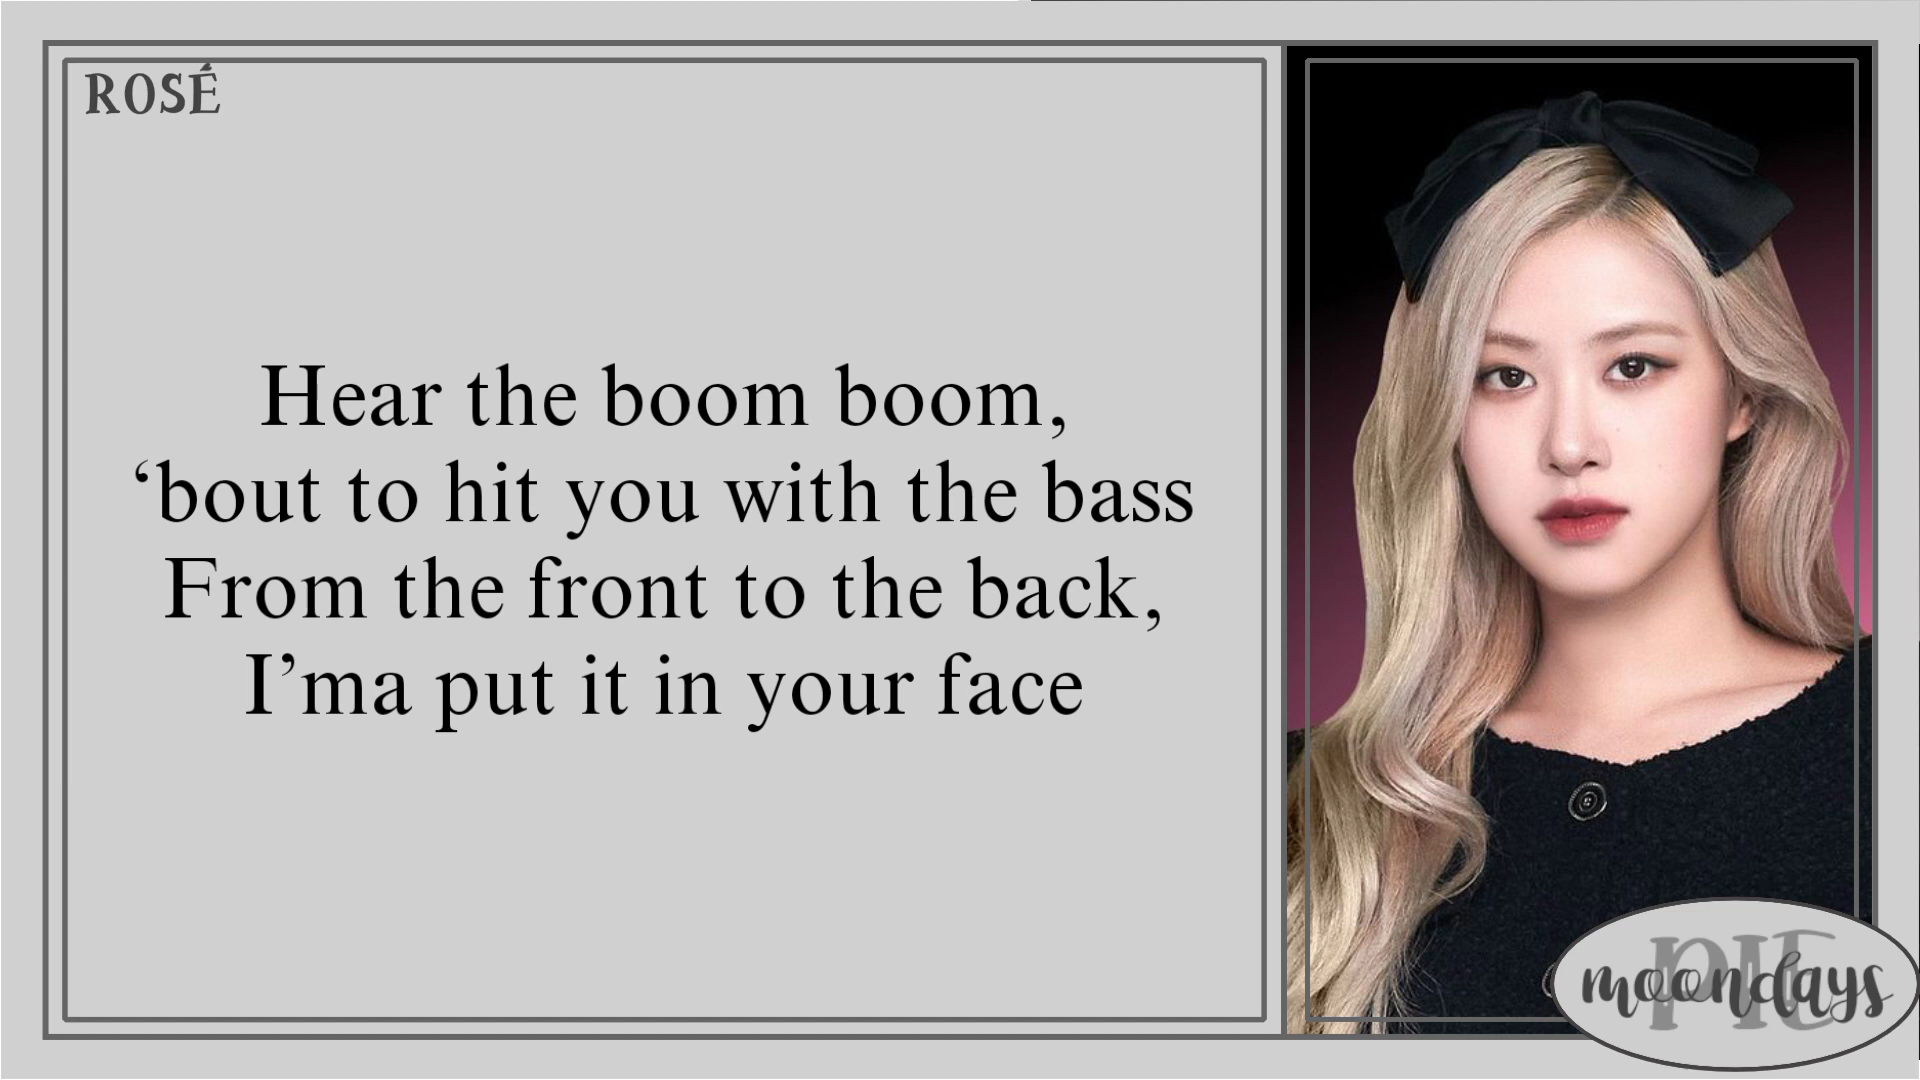 ROSÉ
Hear the boom boom,
‘bout to hit you with the bass
From the front to the back,
I’ma put it in your face
moondays